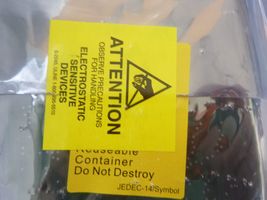 ATTENTION
OBSERVE PRECAUTIONS
FOR HANDLING
ELECTROSTATIC
SENSITIVE
DEVICES
Reuseable
Container
Do Not Destroy
JEDEC-14/Symbol